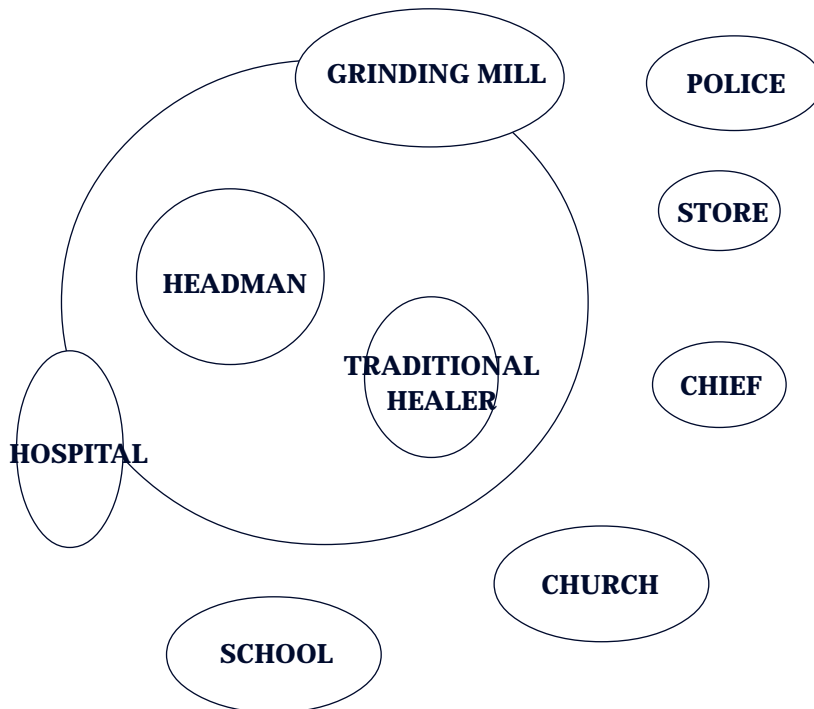 GRINDING MILL
POLICE
STORE
HEADMAN
TRADITIONAL
HEALER
CHIEF
HOSPITAL
CHURCH
SCHOOL